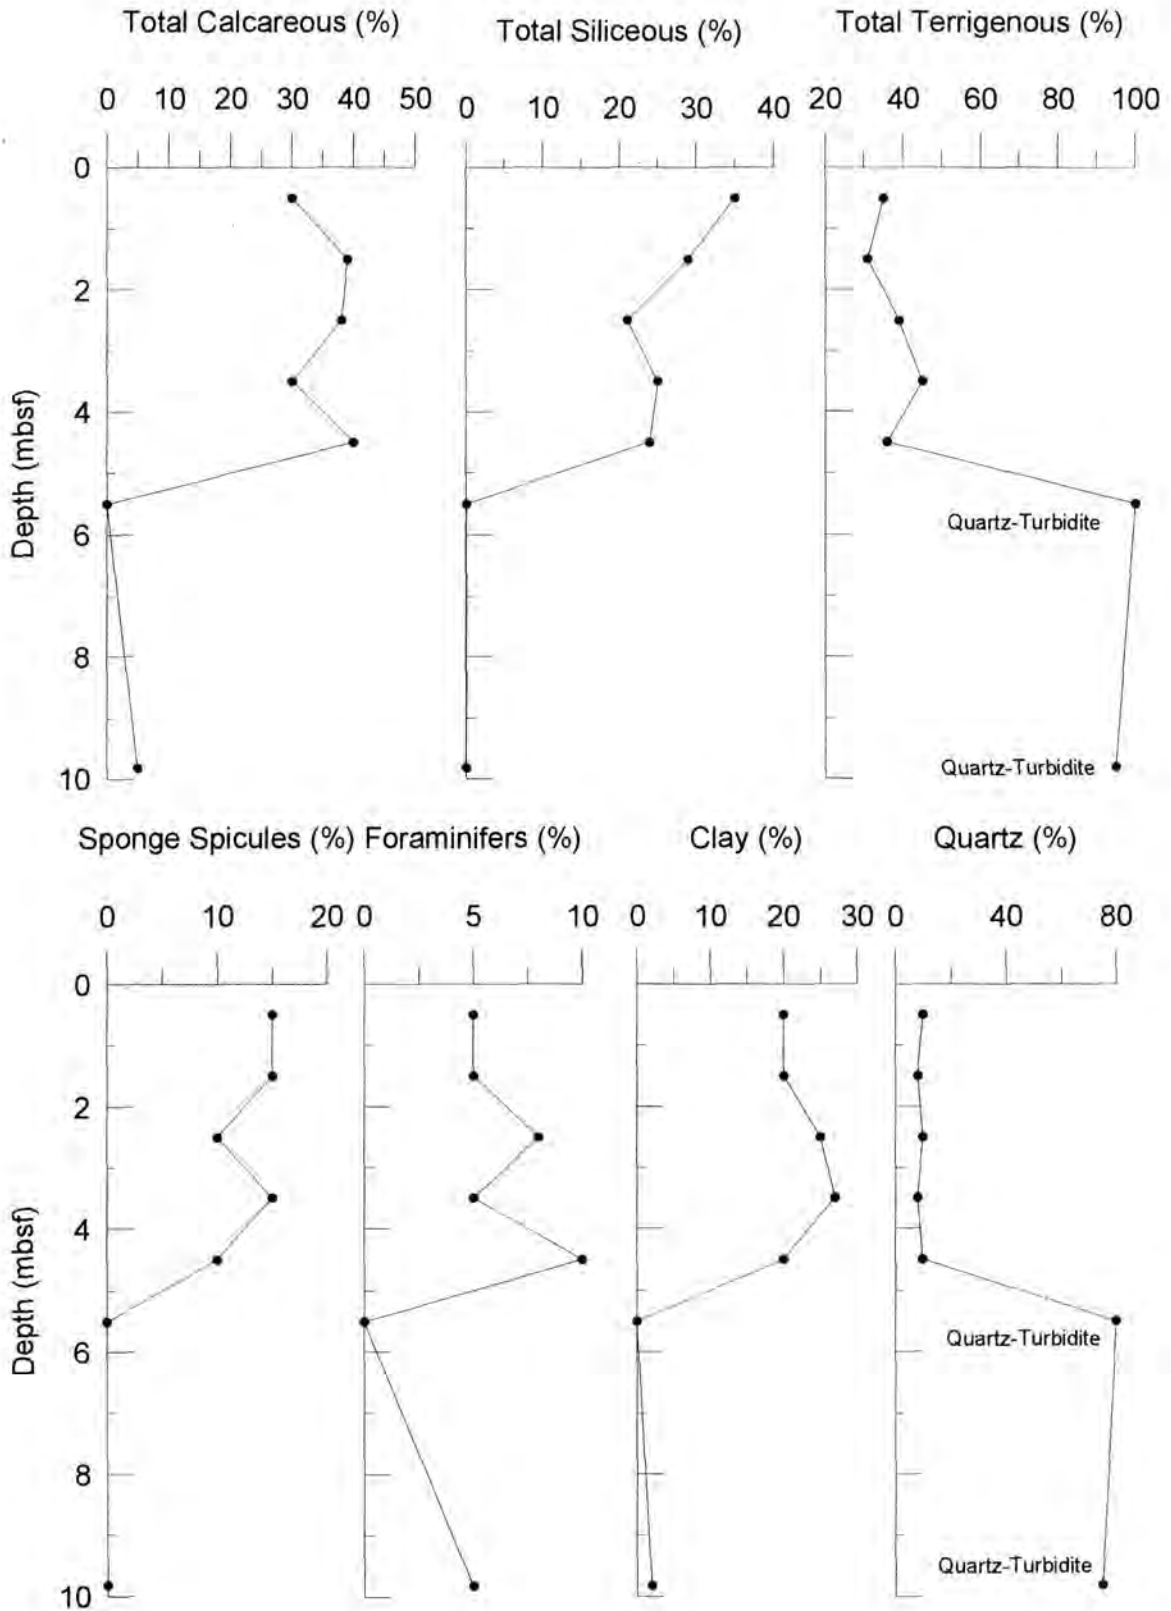 Total Calcareous (%) Total Siliceous (%) Total Terrigenous (%)
0 10 20 30 40 50 0 10 20 30 40 20 40 60 80 100
0
2
4
6
8
10
Depth (mbsf)
Quartz-Turbidite
Quartz-Turbidite
Sponge Spicules (%) Foraminifers (%) Clay (%) Quartz (%)
0 10 20 0 5 10 0 10 20 30 0 40 80
0
2
4
6
8
10
Depth (mbsf)
Quartz-Turbidite
Quartz-Turbidite